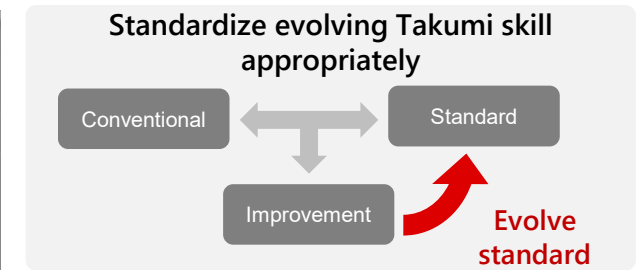 Standardize evolving Takumi skill
appropriately
Conventional
Standard
Improvement
Evolve
standard